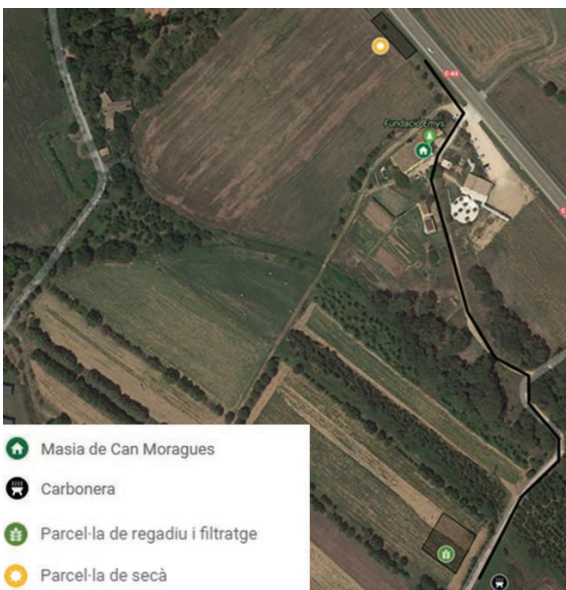 C-63
Fundació Emys
Masia de Can Moragues
Carbonera
Parcel·la de regadiu i filtratge
Parcel·la de secà